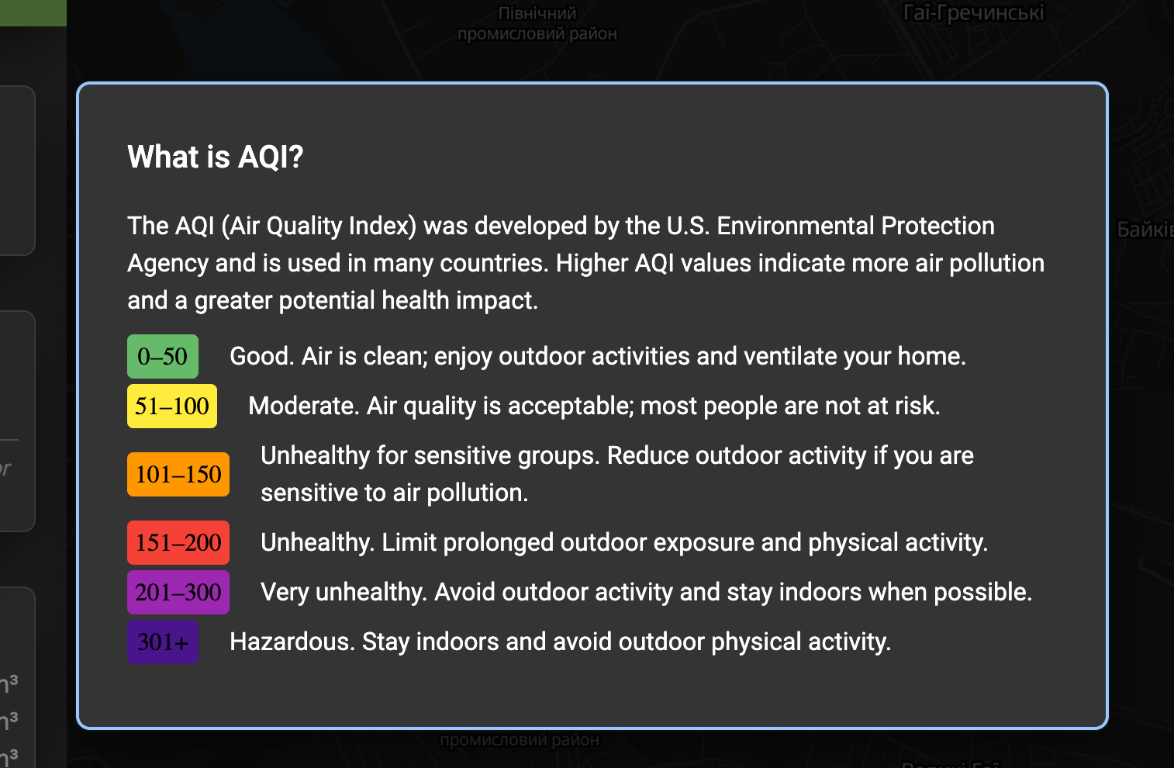 Північний
промисловий район
Гаї-Гречинські
What is AQI?
The AQI (Air Quality Index) was developed by the U.S. Environmental Protection
Agency and is used in many countries. Higher AQI values indicate more air pollution
and a greater potential health impact.
0–50 Good. Air is clean; enjoy outdoor activities and ventilate your home.
51–100 Moderate. Air quality is acceptable; most people are not at risk.
101–150 Unhealthy for sensitive groups. Reduce outdoor activity if you are
sensitive to air pollution.
151–200 Unhealthy. Limit prolonged outdoor exposure and physical activity.
201–300 Very unhealthy. Avoid outdoor activity and stay indoors when possible.
301+ Hazardous. Stay indoors and avoid outdoor physical activity.
промисловий район